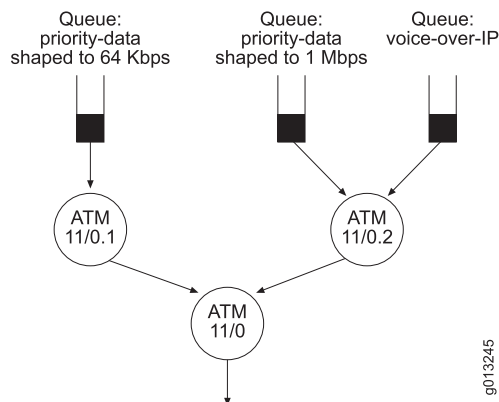 Queue:
priority-data
shaped to 64 Kbps
Queue:
priority-data
shaped to 1 Mbps
Queue:
voice-over-IP
ATM
11/0.1
ATM
11/0.2
ATM
11/0
g013245